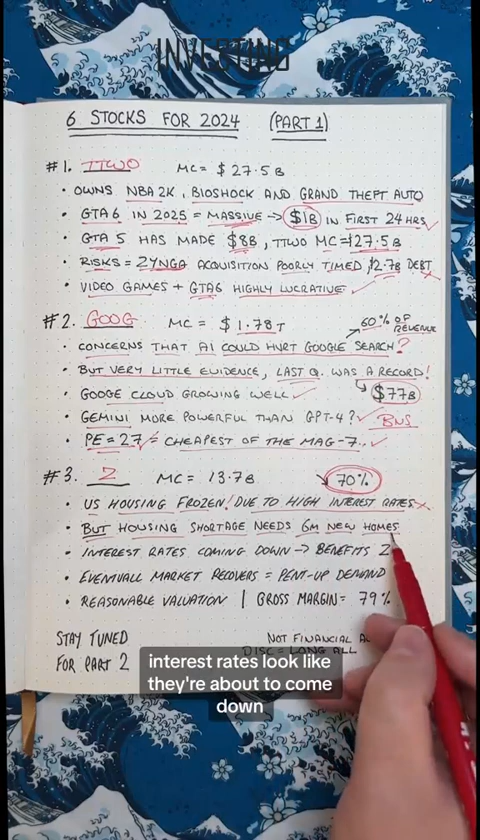 INVESTING
6 STOCKS FOR 2024 (PART 1)
#1. TTWO MC= $27.5B
• OWNS NBA 2K, BIOSHOCK AND GRAND THEFT AUTO
• GTA6 IN 2025 = MASSIVE → $1B IN FIRST 24 HRS ✓
• GTA 5 HAS MADE $8B, TTWO MC=$27.5B
• RISKS = ZYNGA ACQUISITION POORLY TIMED $2.7B DEBT x
• VIDEO GAMES + GTA6 HIGHLY LUCRATIVE ✓
#2. GOOG MC = $1.78T 60% OF REVENUE
• CONCERNS THAT AI COULD HURT GOOGLE SEARCH?
• BUT VERY LITTLE EVIDENCE, LAST Q. WAS A RECORD!
• GOOGE CLOUD GROWING WELL ✓ $77B
• GEMINI MORE POWERFUL THAN GPT-4? ✓ BNS
• PE = 27 ✓ = CHEAPEST OF THE MAG-7. ✓
#3. Z MC = 13.7B 70%
• US HOUSING FROZEN! DUE TO HIGH INTEREST RATES x
• BUT HOUSING SHORTAGE NEEDS 6M NEW HOMES
• INTEREST RATES COMING DOWN → BENEFITS Z
• EVENTUALL MARKET RECOVERS = PENT-UP DEMAND
• REASONABLE VALUATION | GROSS MARGIN = 79%
STAY TUNED NOT FINANCIAL
FOR PART 2 DISC = LONG ALL
interest rates look like
they're about to come
down